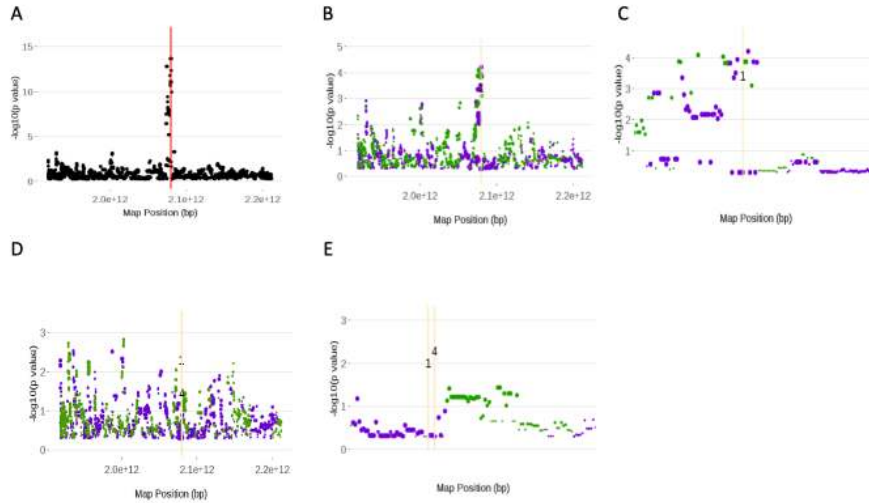 A
15
10
5
0
-log10(p value)
2.0e+12
2.1e+12
2.2e+12
Map Position (bp)
B
5
4
3
2
1
0
-log10(p value)
2.0e+12
2.1e+12
2.2e+12
Map Position (bp)
C
4
3
2
1
-log10(p value)
1
Map Position (bp)
D
3
2
1
0
-log10(p value)
2.0e+12
2.1e+12
2.2e+12
Map Position (bp)
E
3
2
1
0
-log10(p value)
4
1
Map Position (bp)